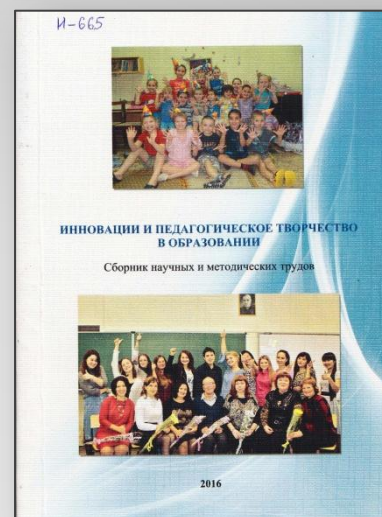 И-665
ИННОВАЦИИ И ПЕДАГОГИЧЕСКОЕ ТВОРЧЕСТВО
В ОБРАЗОВАНИИ
Сборник научных и методических трудов
2016